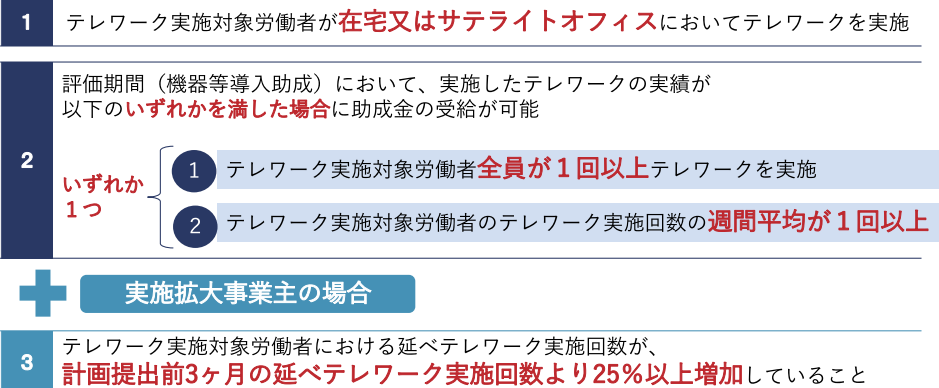 1 テレワーク実施対象労働者が在宅又はサテライトオフィスにおいてテレワークを実施
2
評価期間（機器等導入助成）において、実施したテレワークの実績が
以下のいずれかを満した場合に助成金の受給が可能
いずれか
１つ
1 テレワーク実施対象労働者全員が１回以上テレワークを実施
2 テレワーク実施対象労働者のテレワーク実施回数の週間平均が１回以上
実施拡大事業主の場合
3
テレワーク実施対象労働者における延べテレワーク実施回数が、
計画提出前3ヶ月の延べテレワーク実施回数より25%以上増加していること